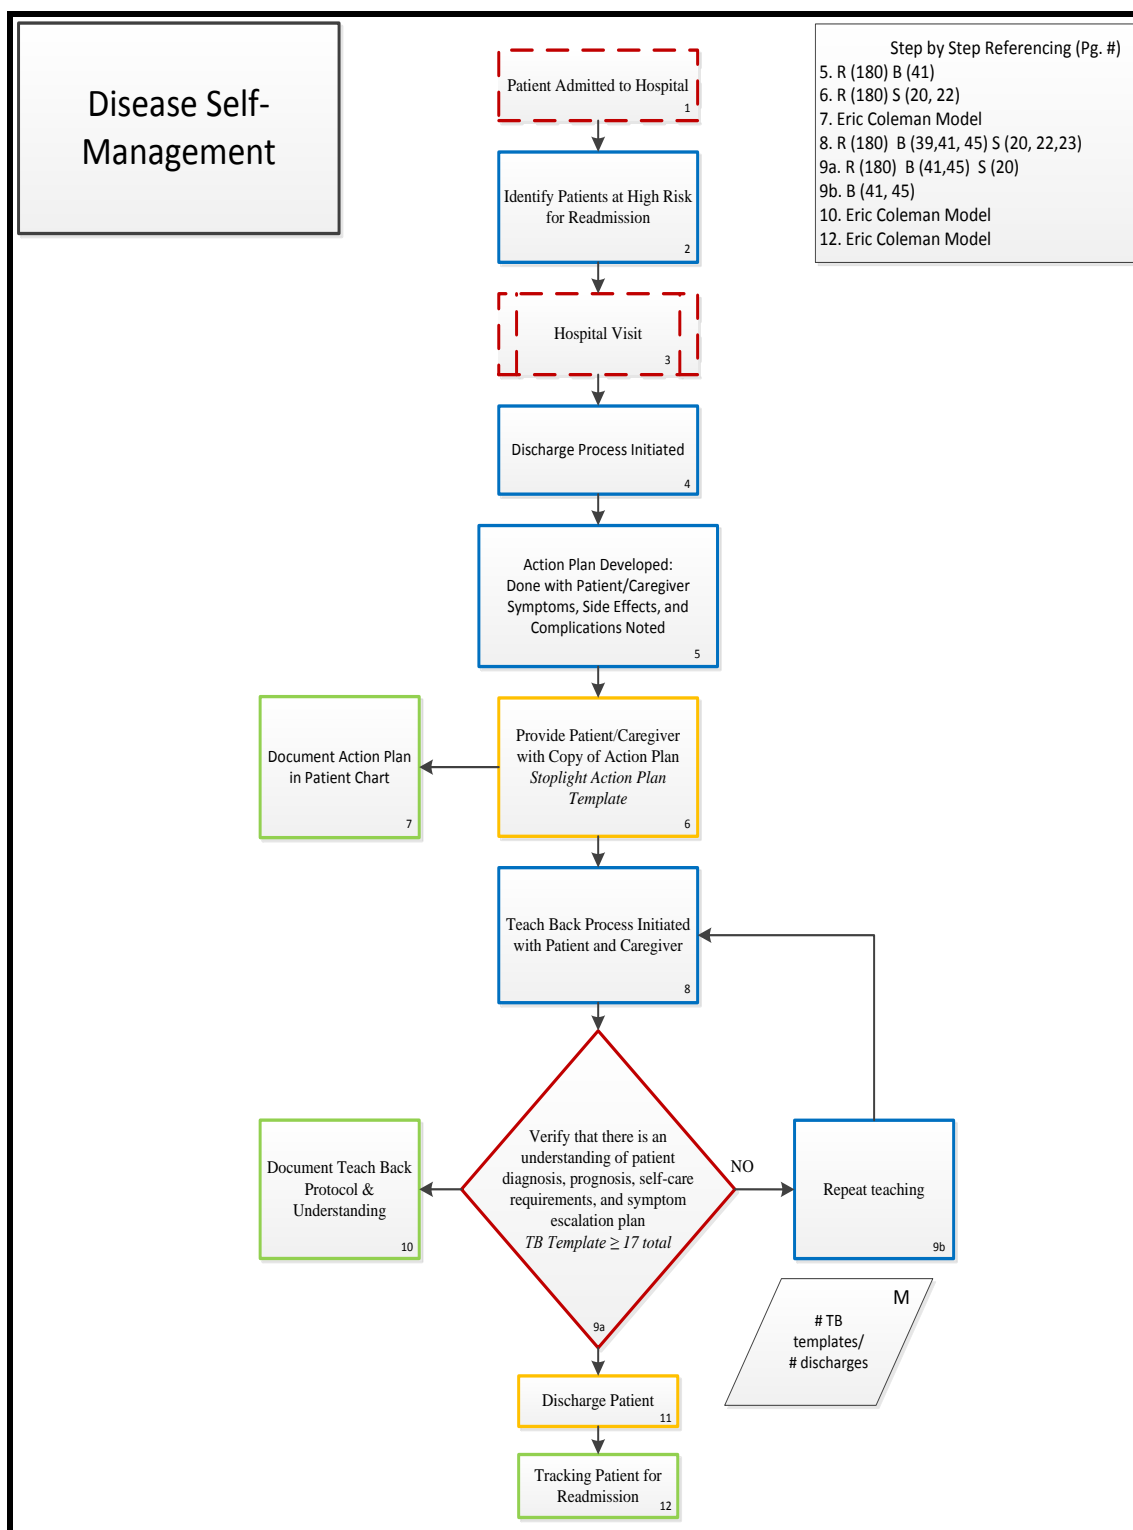 Disease Self-
Management
Step by Step Referencing (Pg. #)
5. R (180) B (41)
6. R (180) S (20, 22)
7. Eric Coleman Model
8. R (180)  B (39,41, 45) S (20, 22,23)
9a. R (180)  B (41,45)  S (20)
9b. B (41, 45)
10. Eric Coleman Model
12. Eric Coleman Model
Patient Admitted to Hospital
1
Identify Patients at High Risk
for Readmission
2
Hospital Visit
3
Discharge Process Initiated
4
Action Plan Developed:
Done with Patient/Caregiver
Symptoms, Side Effects, and
Complications Noted
5
Document Action Plan
in Patient Chart
7
Provide Patient/Caregiver
with Copy of Action Plan
Stoplight Action Plan
Template
6
Teach Back Process Initiated
with Patient and Caregiver
8
Document Teach Back
Protocol &
Understanding
10
Verify that there is an
understanding of patient
diagnosis, prognosis, self-care
requirements, and symptom
escalation plan
TB Template ≥ 17 total
9a
NO
Repeat teaching
9b
M
# TB
templates/
# discharges
Discharge Patient
11
Tracking Patient for
Readmission
12